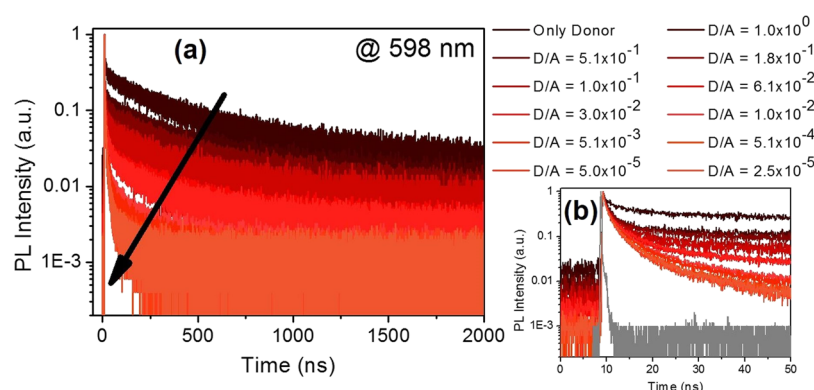 (a)
@ 598 nm
PL Intensity (a.u.)
1
0.1
0.01
1E-3
0
500
1000
1500
2000
Time (ns)
Only Donor
D/A = 1.0x10⁰
D/A = 5.1x10⁻¹
D/A = 1.8x10⁻¹
D/A = 1.0x10⁻¹
D/A = 6.1x10⁻²
D/A = 3.0x10⁻²
D/A = 1.0x10⁻²
D/A = 5.1x10⁻³
D/A = 5.1x10⁻⁴
D/A = 5.0x10⁻⁵
D/A = 2.5x10⁻⁵
(b)
PL Intensity (a.u.)
1
0.1
0.01
1E-3
0
10
20
30
40
50
Time (ns)